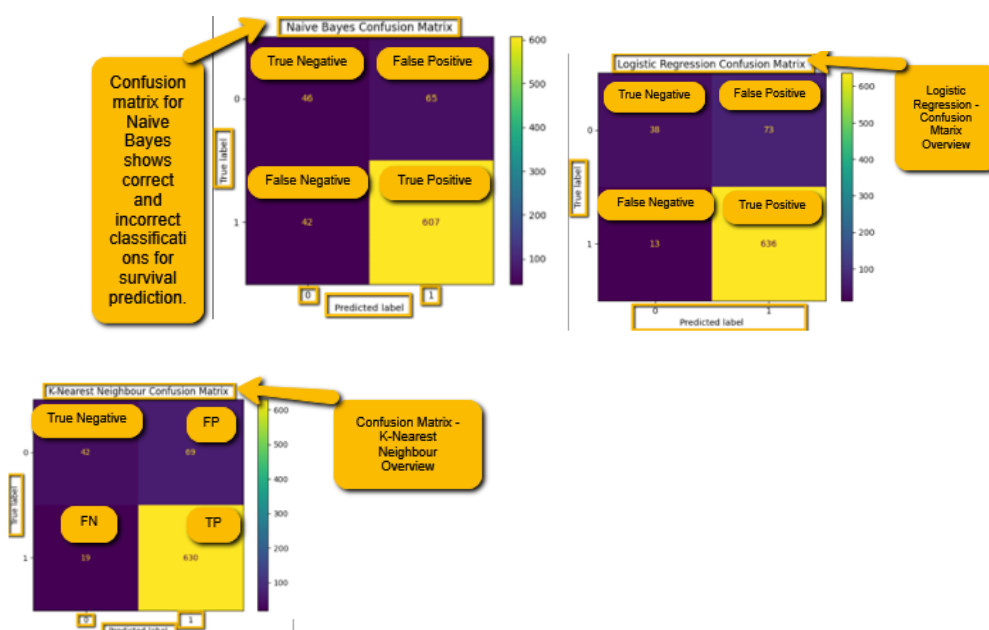 Naive Bayes Confusion Matrix
True Negative
False Positive
46
65
False Negative
True Positive
42
607
0
1
True label
0
1
Predicted label
600
500
400
300
200
100
Confusion
matrix for
Naive
Bayes
shows
correct
and
incorrect
classificati
ons for
survival
prediction.
Logistic Regression Confusion Matrix
True Negative
False Positive
38
73
False Negative
True Positive
13
636
0
1
True label
0
1
Predicted label
600
500
400
300
200
100
Logistic
Regression -
Confusion
Mtarix
Overview
K-Nearest Neighbour Confusion Matrix
True Negative
FP
42
69
FN
TP
19
630
0
1
True label
0
1
Predicted label
600
500
400
300
200
100
Confusion Matrix -
K-Nearest
Neighbour
Overview